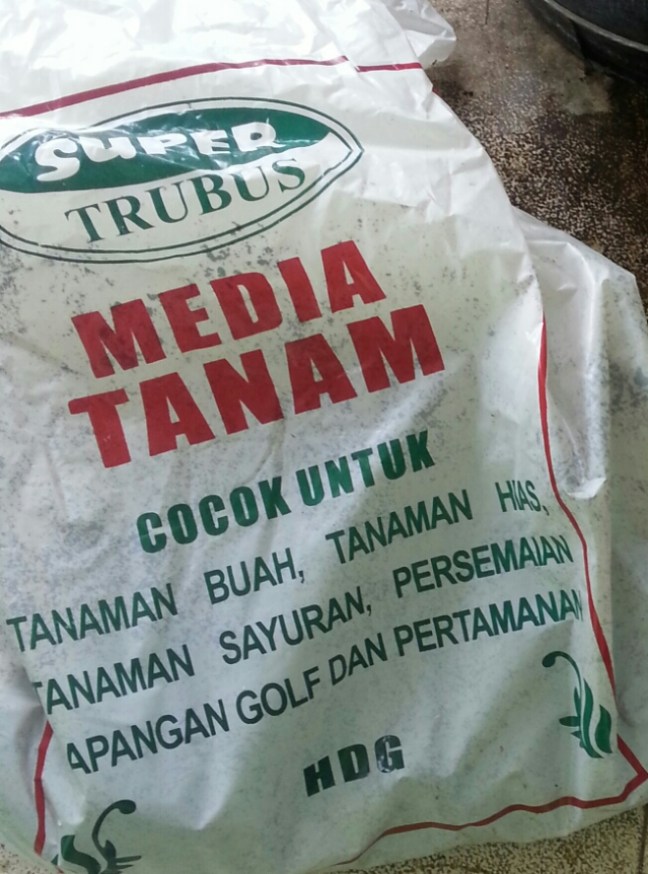 SUPER
TRUBUS
MEDIA
TANAM
COCOK UNTUK
TANAMAN BUAH, TANAMAN HIAS,
TANAMAN SAYURAN, PERSEMAIAN
APANGAN GOLF DAN PERTAMANAN
HDG